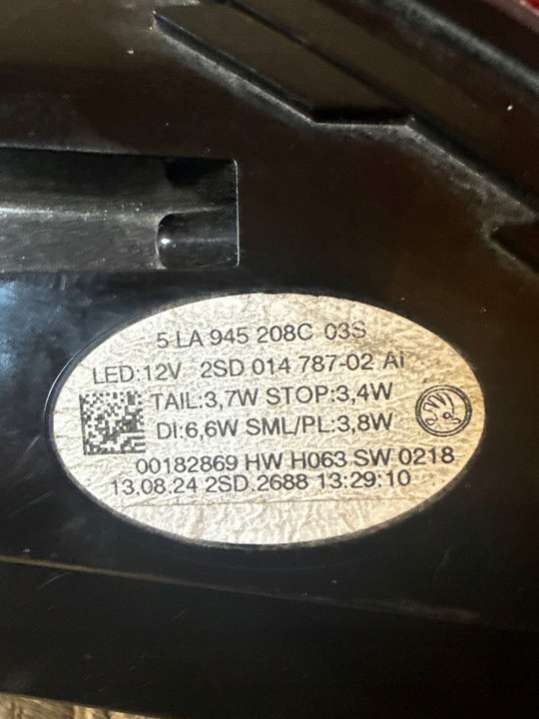 5 LA 945 208C 03S
LED:12V 2SD 014 787-02 AI
TAIL:3,7W STOP:3,4W
DI:6,6W SML/PL:3,8W
00182869 HW H063 SW 0218
13.08.24 2SD.2688 13:29:10